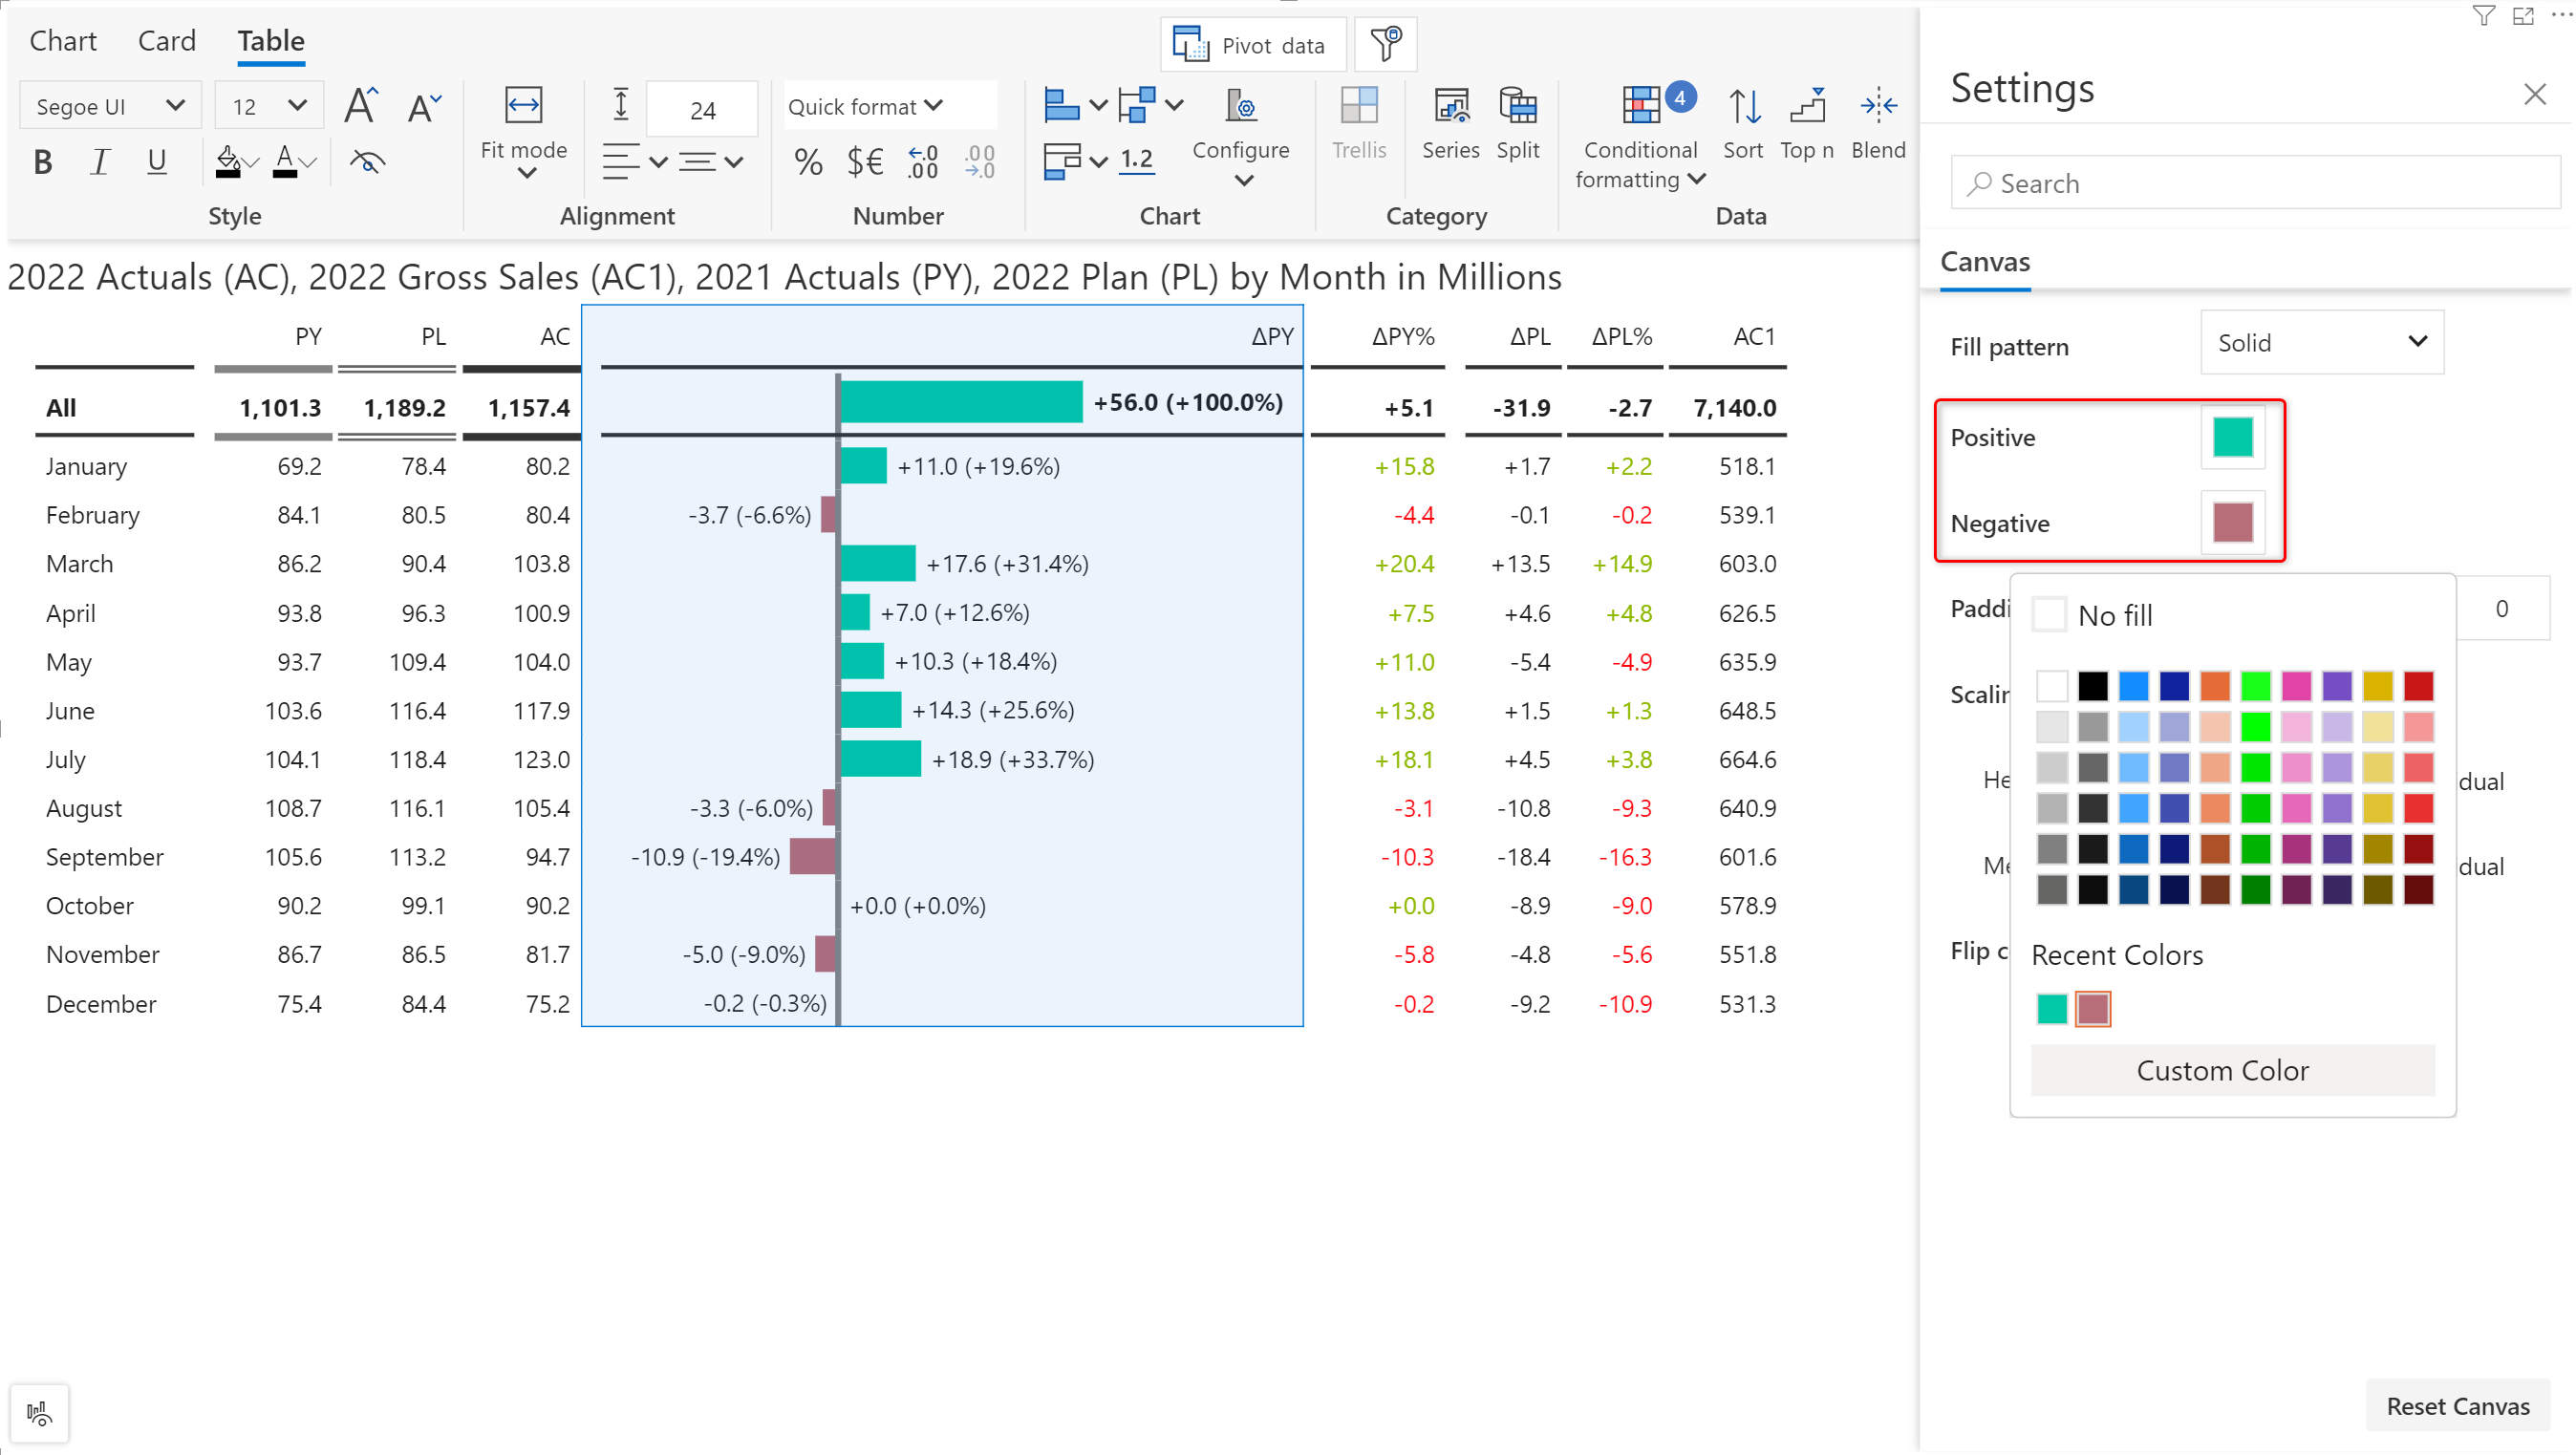 Chart Card Table
Pivot data
Segoe UI 12
24
Quick format
4
B I U A
Fit mode
% $€ .0 .00 .00 .0
1.2
Configure
Trellis
Series
Split
Conditional formatting
Sort
Top n
Blend
Style Alignment Number Chart Category Data
2022 Actuals (AC), 2022 Gross Sales (AC1), 2021 Actuals (PY), 2022 Plan (PL) by Month in Millions
PY PL AC ΔPY ΔPY% ΔPL ΔPL% AC1
All 1,101.3 1,189.2 1,157.4 +56.0 (+100.0%) +5.1 -31.9 -2.7 7,140.0
January 69.2 78.4 80.2 +11.0 (+19.6%) +15.8 +1.7 +2.2 518.1
February 84.1 80.5 80.4 -3.7 (-6.6%) -4.4 -0.1 -0.2 539.1
March 86.2 90.4 103.8 +17.6 (+31.4%) +20.4 +13.5 +14.9 603.0
April 93.8 96.3 100.9 +7.0 (+12.6%) +7.5 +4.6 +4.8 626.5
May 93.7 109.4 104.0 +10.3 (+18.4%) +11.0 -5.4 -4.9 635.9
June 103.6 116.4 117.9 +14.3 (+25.6%) +13.8 +1.5 +1.3 648.5
July 104.1 118.4 123.0 +18.9 (+33.7%) +18.1 +4.5 +3.8 664.6
August 108.7 116.1 105.4 -3.3 (-6.0%) -3.1 -10.8 -9.3 640.9
September 105.6 113.2 94.7 -10.9 (-19.4%) -10.3 -18.4 -16.3 601.6
October 90.2 99.1 90.2 +0.0 (+0.0%) +0.0 -8.9 -9.0 578.9
November 86.7 86.5 81.7 -5.0 (-9.0%) -5.8 -4.8 -5.6 551.8
December 75.4 84.4 75.2 -0.2 (-0.3%) -0.2 -9.2 -10.9 531.3
Settings
Search
Canvas
Fill pattern Solid
Positive
Negative
Paddi 0
No fill
Scalin
He dual
Me dual
Flip c
Recent Colors
Custom Color
Reset Canvas